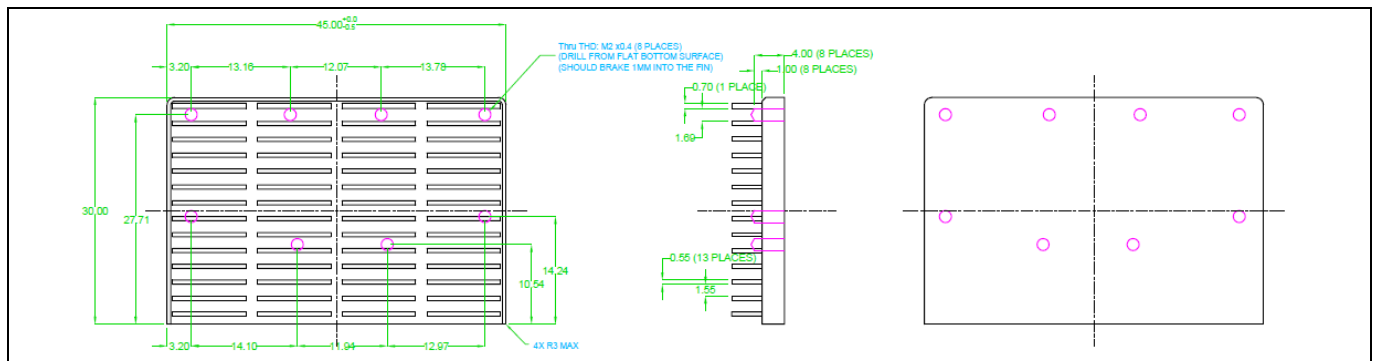 45.00 +0.0 -0.5
Thru THD: M2 x0.4 (8 PLACES)
(DRILL FROM FLAT BOTTOM SURFACE)
(SHOULD BRAKE 1MM INTO THE FIN)
3.20 13.16 12.07 13.78
4.00 (8 PLACES)
1.00 (8 PLACES)
0.70 (1 PLACE)
1.69
30.00
27.71
14.24
10.54
0.55 (13 PLACES)
1.55
3.20 14.10 11.94 12.97
4X R3 MAX